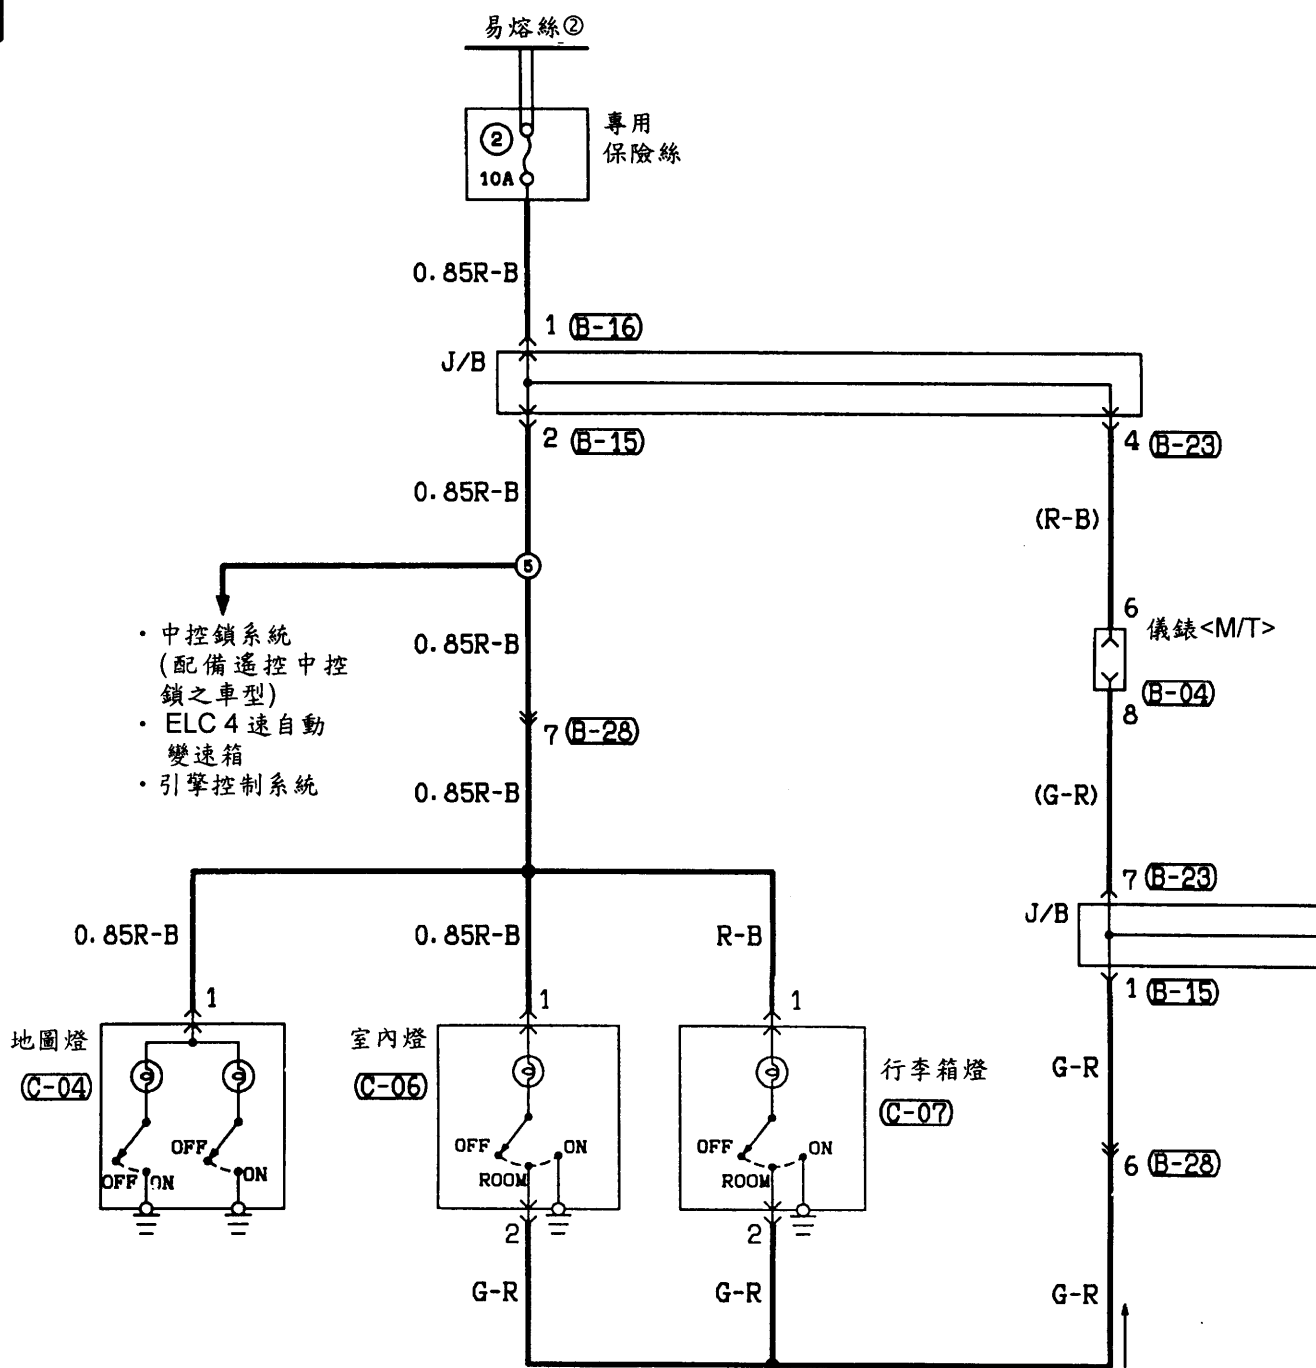 易熔絲②
專用
保險絲
②
10A
0.85R-B
1 (B-16)
J/B
2 (B-15)
4 (B-23)
0.85R-B
(R-B)
5
6
儀錶<M/T>
・中控鎖系統
(配備遙控中控
鎖之車型)
・ELC 4 速自動
變速箱
・引擎控制系統
0.85R-B
(B-04)
8
7 (B-28)
0.85R-B
(G-R)
7 (B-23)
J/B
0.85R-B
0.85R-B
R-B
1 (B-15)
1
1
1
地圖燈
(C-04)
室內燈
(C-06)
行李箱燈
(C-07)
G-R
OFF
OFF
ON
ON
OFF
ON
ROOM
OFF
ON
ROOM
6 (B-28)
2
2
G-R
G-R
G-R